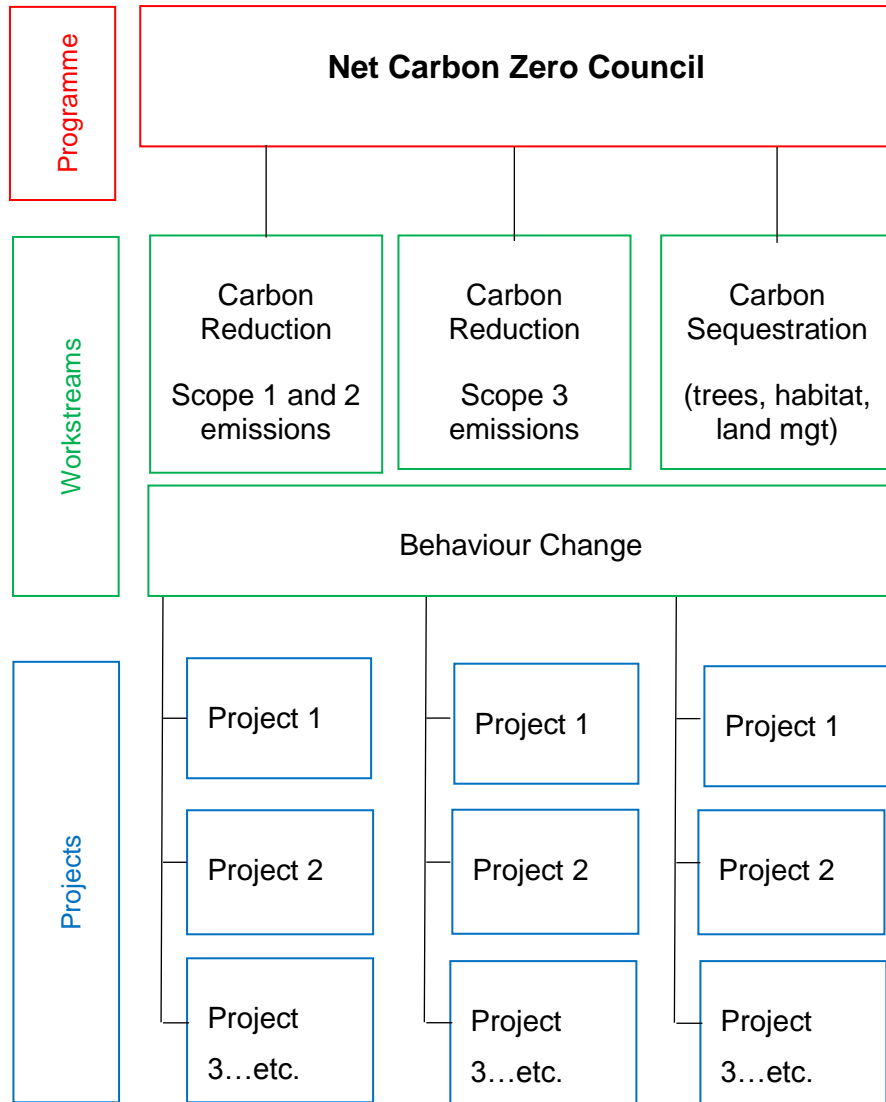 Programme
Net Carbon Zero Council
Workstreams
Carbon
Reduction
Scope 1 and 2
emissions
Carbon
Reduction
Scope 3
emissions
Carbon
Sequestration
(trees, habitat,
land mgt)
Behaviour Change
Projects
Project 1
Project 2
Project
3…etc.
Project 1
Project 2
Project
3…etc.
Project 1
Project 2
Project
3…etc.